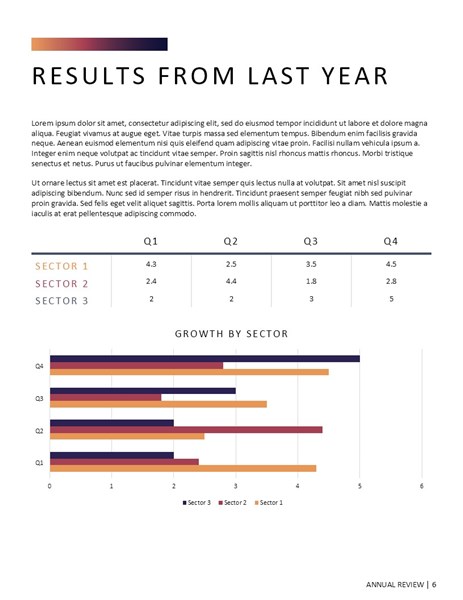 RESULTS FROM LAST YEAR
Lorem ipsum dolor sit amet, consectetur adipiscing elit, sed do eiusmod tempor incididunt ut labore et dolore magna
aliqua. Feugiat vivamus at augue eget. Vitae turpis massa sed elementum tempus. Bibendum enim facilisis gravida
neque. Aenean euismod elementum nisi quis eleifend quam adipiscing vitae proin. Facilisi nullam vehicula ipsum a.
Integer enim neque volutpat ac tincidunt vitae semper. Proin sagittis nisl rhoncus mattis rhoncus. Morbi tristique
senectus et netus. Purus ut faucibus pulvinar elementum integer.
Ut ornare lectus sit amet est placerat. Tincidunt vitae semper quis lectus nulla at volutpat. Sit amet nisl suscipit
adipiscing bibendum. Nunc sed id semper risus in hendrerit. Tincidunt praesent semper feugiat nibh sed pulvinar
proin gravida. Sed felis eget velit aliquet sagittis. Porta lorem mollis aliquam ut porttitor leo a diam. Mattis molestie a
iaculis at erat pellentesque adipiscing commodo.
Q1 Q2 Q3 Q4
SECTOR 1 4.3 2.5 3.5 4.5
SECTOR 2 2.4 4.4 1.8 2.8
SECTOR 3 2 2 3 5
GROWTH BY SECTOR
Q4
Q3
Q2
Q1
0 1 2 3 4 5 6
Sector 3 Sector 2 Sector 1
ANNUAL REVIEW | 6